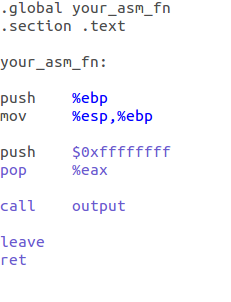 .global your_asm_fn
.section .text
your_asm_fn:
push %ebp
mov %esp,%ebp
push $0xffffffff
pop %eax
call output
leave
ret